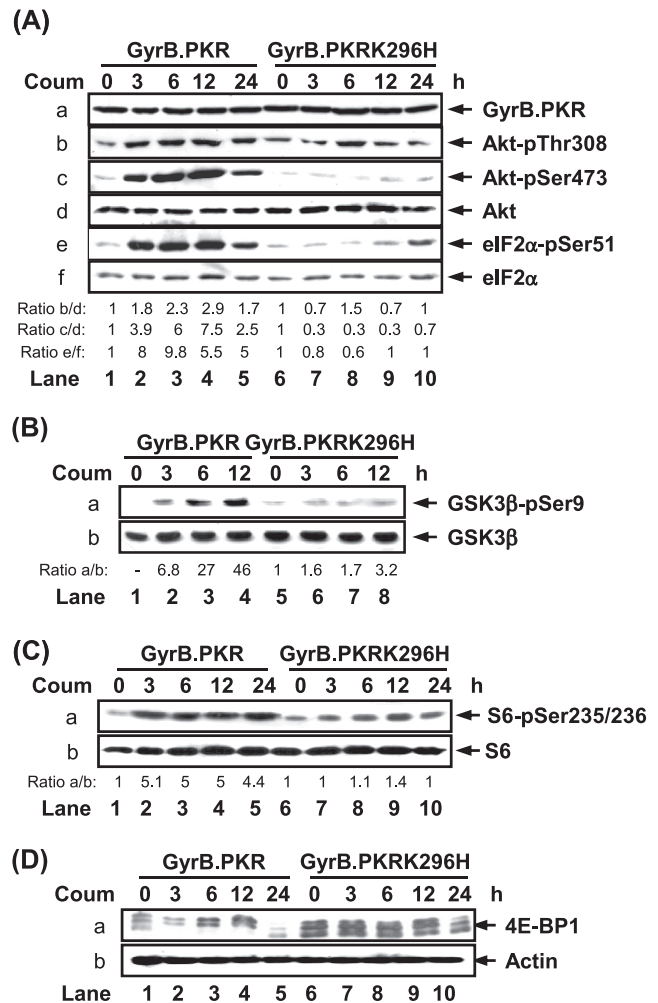 (A)
GyrB.PKR GyrB.PKRK296H
Coum 0 3 6 12 24 0 3 6 12 24 h
a GyrB.PKR
b Akt-pThr308
c Akt-pSer473
d Akt
e eIF2α-pSer51
f eIF2α
Ratio b/d: 1 1.8 2.3 2.9 1.7 1 0.7 1.5 0.7 1
Ratio c/d: 1 3.9 6 7.5 2.5 1 0.3 0.3 0.3 0.7
Ratio e/f: 1 8 9.8 5.5 5 1 0.8 0.6 1 1
Lane 1 2 3 4 5 6 7 8 9 10
(B)
GyrB.PKR GyrB.PKRK296H
Coum 0 3 6 12 0 3 6 12 h
a GSK3β-pSer9
b GSK3β
Ratio a/b: - 6.8 27 46 1 1.6 1.7 3.2
Lane 1 2 3 4 5 6 7 8
(C)
GyrB.PKR GyrB.PKRK296H
Coum 0 3 6 12 24 0 3 6 12 24 h
a S6-pSer235/236
b S6
Ratio a/b: 1 5.1 5 5 4.4 1 1 1.1 1.4 1
Lane 1 2 3 4 5 6 7 8 9 10
(D)
GyrB.PKR GyrB.PKRK296H
Coum 0 3 6 12 24 0 3 6 12 24 h
a 4E-BP1
b Actin
Lane 1 2 3 4 5 6 7 8 9 10